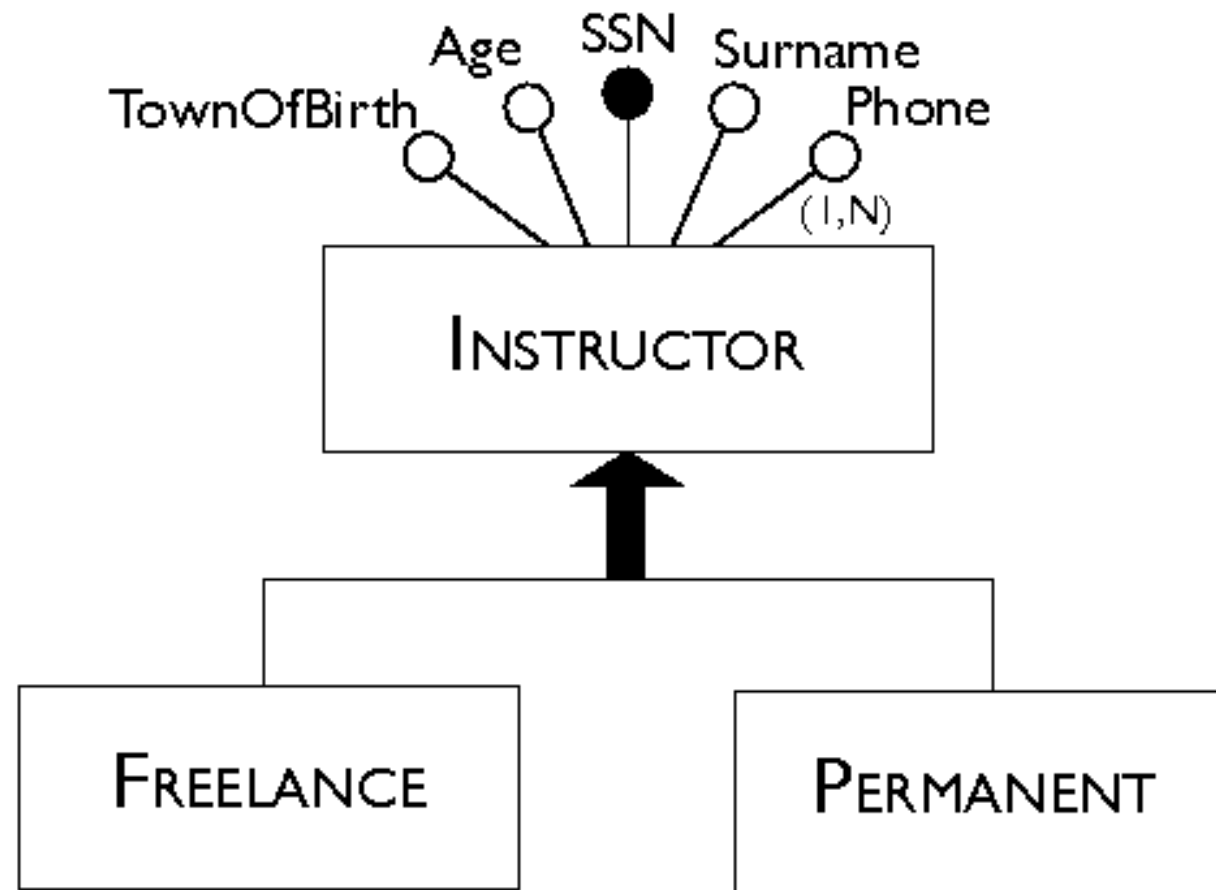 SSN
Age
Surname
TownOfBirth
Phone
(1,N)
INSTRUCTOR
FREELANCE
PERMANENT